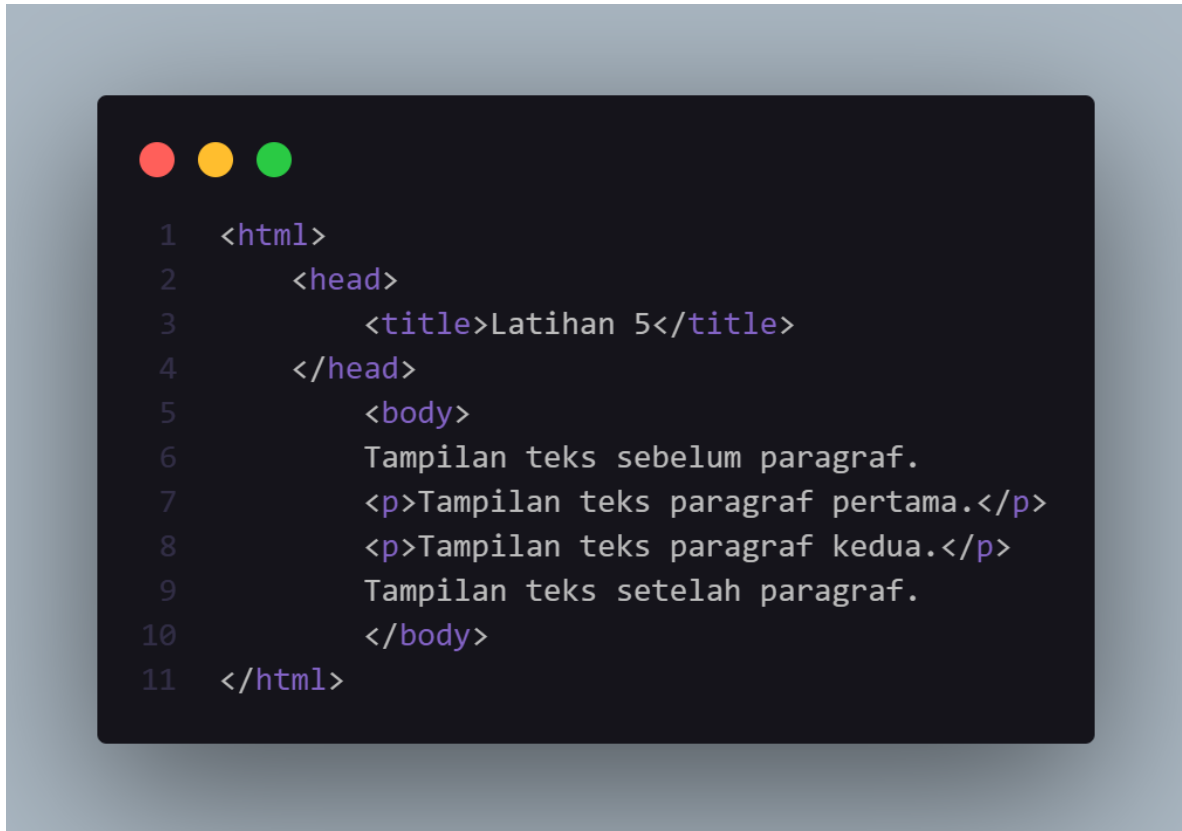 1 <html>
2     <head>
3         <title>Latihan 5</title>
4     </head>
5         <body>
6         Tampilan teks sebelum paragraf.
7         <p>Tampilan teks paragraf pertama.</p>
8         <p>Tampilan teks paragraf kedua.</p>
9         Tampilan teks setelah paragraf.
10         </body>
11 </html>